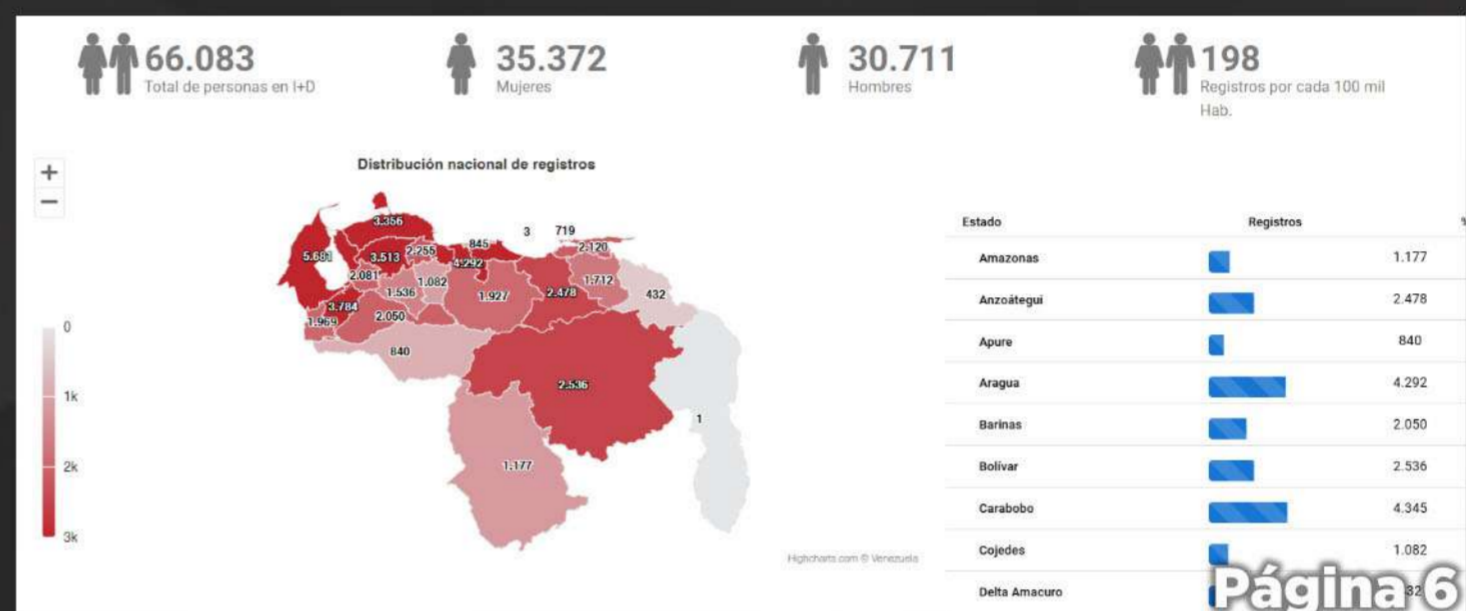 66.083
Total de personas en I+D
35.372
Mujeres
30.711
Hombres
198
Registros por cada 100 mil
Hab.
+
−
Distribución nacional de registros
3.356
5.681
3.513
2.255
845
3
719
2.120
4.292
2.081
1.536
1.082
1.927
2.478
1.712
432
3.784
1.969
2.050
840
2.536
1
1.177
0
1k
2k
3k
Highcharts.com © Venezuela
Estado Registros
Amazonas 1.177
Anzoátegui 2.478
Apure 840
Aragua 4.292
Barinas 2.050
Bolívar 2.536
Carabobo 4.345
Cojedes 1.082
Delta Amacuro
Página 6